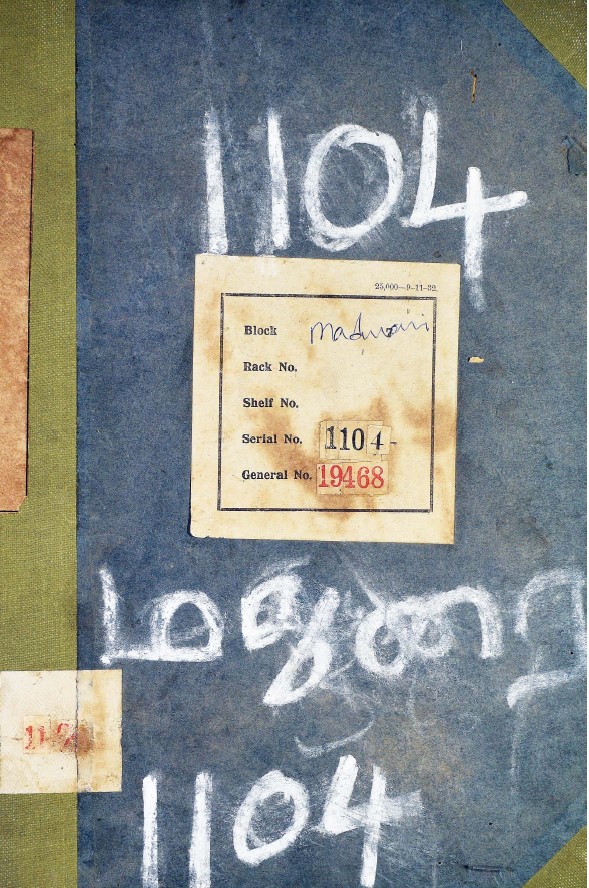 1104
25,000—9-11-32.
Block Madurai
Rack No.
Shelf No.
Serial No. 1104-
General No. 19468
மதுரை
1104